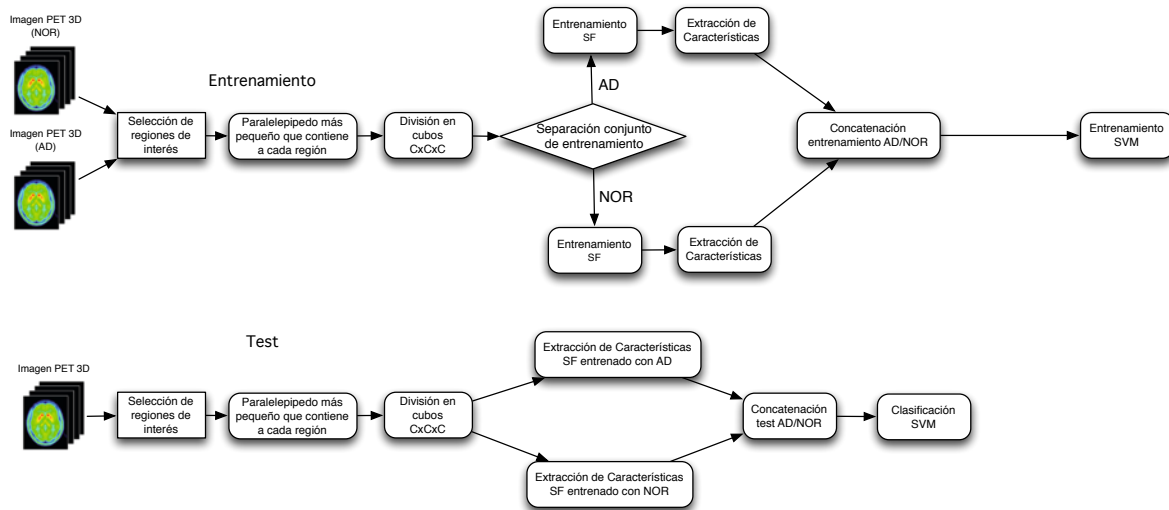 Imagen PET 3D
(NOR)
Entrenamiento
Imagen PET 3D
(AD)
Selección de
regiones de
interés
Paralelepipedo más
pequeño que contiene
a cada región
División en
cubos
CxCxC
Separación conjunto
de entrenamiento
AD
Entrenamiento
SF
Extracción de
Características
NOR
Entrenamiento
SF
Extracción de
Características
Concatenación
entrenamiento AD/NOR
Entrenamiento
SVM
Test
Imagen PET 3D
Selección de
regiones de
interés
Paralelepipedo más
pequeño que contiene
a cada región
División en
cubos
CxCxC
Extracción de Características
SF entrenado con AD
Extracción de Características
SF entrenado con NOR
Concatenación
test AD/NOR
Clasificación
SVM